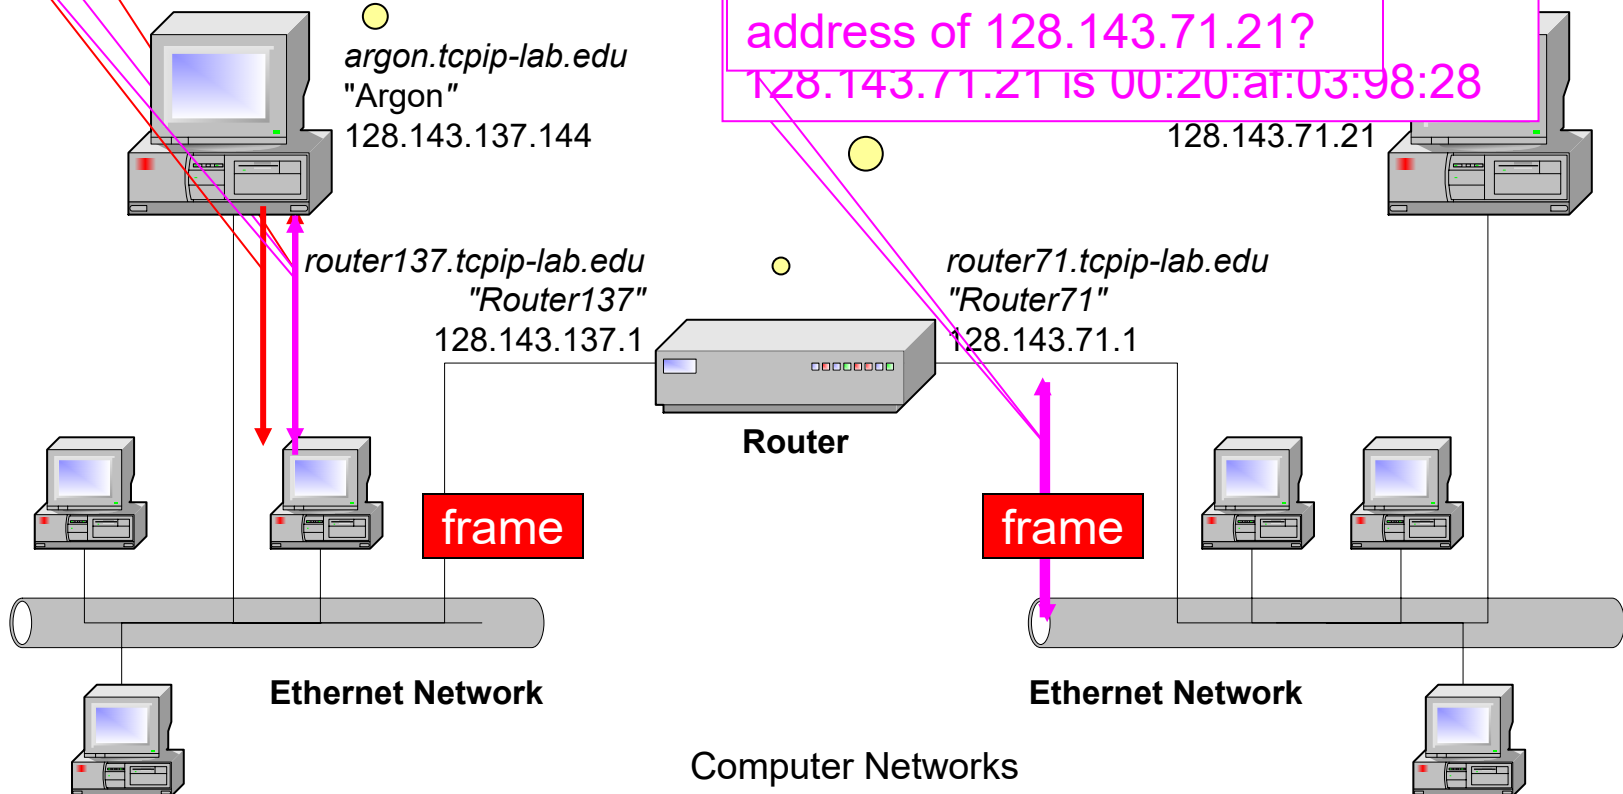 address of 128.143.71.21?
128.143.71.21 is 00:20:af:03:98:28
argon.tcpip-lab.edu
"Argon"
128.143.137.144
128.143.71.21
router137.tcpip-lab.edu
"Router137"
128.143.137.1
router71.tcpip-lab.edu
"Router71"
128.143.71.1
Router
frame
frame
Ethernet Network
Ethernet Network
Computer Networks